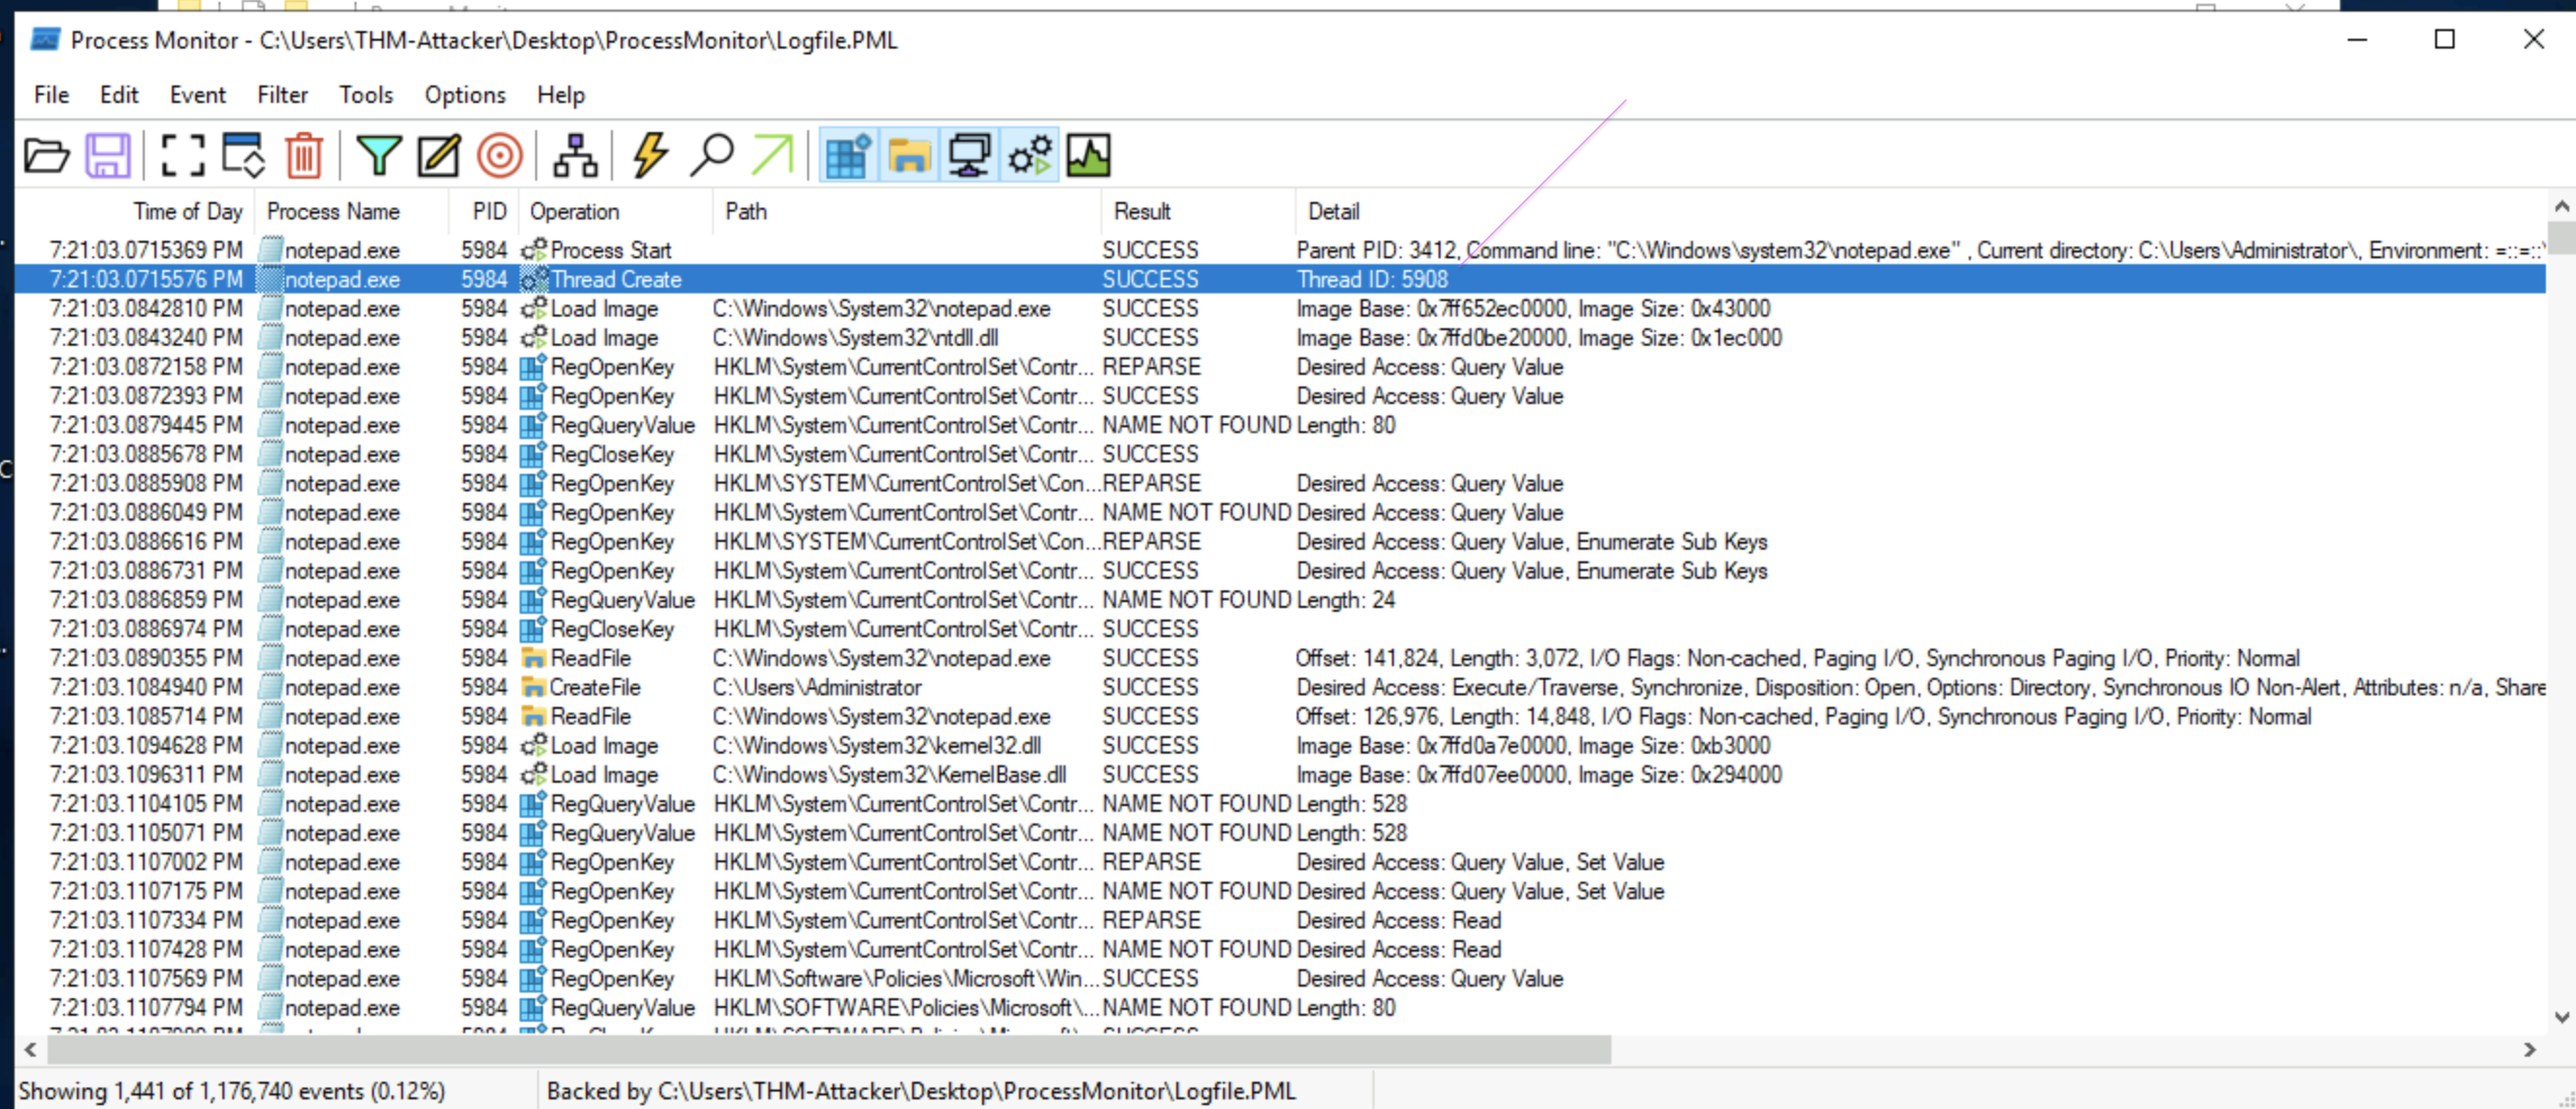 Process Monitor - C:\Users\THM-Attacker\Desktop\ProcessMonitor\Logfile.PML
File Edit Event Filter Tools Options Help
Time of Day Process Name PID Operation Path Result Detail
7:21:03.0715369 PM notepad.exe 5984 Process Start SUCCESS Parent PID: 3412, Command line: "C:\Windows\system32\notepad.exe" , Current directory: C:\Users\Administrator\, Environment: =::=::\
7:21:03.0715576 PM notepad.exe 5984 Thread Create SUCCESS Thread ID: 5908
7:21:03.0842810 PM notepad.exe 5984 Load Image C:\Windows\System32\notepad.exe SUCCESS Image Base: 0x7ff652ec0000, Image Size: 0x43000
7:21:03.0843240 PM notepad.exe 5984 Load Image C:\Windows\System32\ntdll.dll SUCCESS Image Base: 0x7ffd0be20000, Image Size: 0x1ec000
7:21:03.0872158 PM notepad.exe 5984 RegOpenKey HKLM\System\CurrentControlSet\Contr... REPARSE Desired Access: Query Value
7:21:03.0872393 PM notepad.exe 5984 RegOpenKey HKLM\System\CurrentControlSet\Contr... SUCCESS Desired Access: Query Value
7:21:03.0879445 PM notepad.exe 5984 RegQueryValue HKLM\System\CurrentControlSet\Contr... NAME NOT FOUND Length: 80
7:21:03.0885678 PM notepad.exe 5984 RegCloseKey HKLM\System\CurrentControlSet\Contr... SUCCESS
7:21:03.0885908 PM notepad.exe 5984 RegOpenKey HKLM\SYSTEM\CurrentControlSet\Con... REPARSE Desired Access: Query Value
7:21:03.0886049 PM notepad.exe 5984 RegOpenKey HKLM\System\CurrentControlSet\Contr... NAME NOT FOUND Desired Access: Query Value
7:21:03.0886616 PM notepad.exe 5984 RegOpenKey HKLM\SYSTEM\CurrentControlSet\Con... REPARSE Desired Access: Query Value, Enumerate Sub Keys
7:21:03.0886731 PM notepad.exe 5984 RegOpenKey HKLM\System\CurrentControlSet\Contr... SUCCESS Desired Access: Query Value, Enumerate Sub Keys
7:21:03.0886859 PM notepad.exe 5984 RegQueryValue HKLM\System\CurrentControlSet\Contr... NAME NOT FOUND Length: 24
7:21:03.0886974 PM notepad.exe 5984 RegCloseKey HKLM\System\CurrentControlSet\Contr... SUCCESS
7:21:03.0890355 PM notepad.exe 5984 ReadFile C:\Windows\System32\notepad.exe SUCCESS Offset: 141,824, Length: 3,072, I/O Flags: Non-cached, Paging I/O, Synchronous Paging I/O, Priority: Normal
7:21:03.1084940 PM notepad.exe 5984 CreateFile C:\Users\Administrator SUCCESS Desired Access: Execute/Traverse, Synchronize, Disposition: Open, Options: Directory, Synchronous IO Non-Alert, Attributes: n/a, Share
7:21:03.1085714 PM notepad.exe 5984 ReadFile C:\Windows\System32\notepad.exe SUCCESS Offset: 126,976, Length: 14,848, I/O Flags: Non-cached, Paging I/O, Synchronous Paging I/O, Priority: Normal
7:21:03.1094628 PM notepad.exe 5984 Load Image C:\Windows\System32\kernel32.dll SUCCESS Image Base: 0x7ffd0a7e0000, Image Size: 0xb3000
7:21:03.1096311 PM notepad.exe 5984 Load Image C:\Windows\System32\KernelBase.dll SUCCESS Image Base: 0x7ffd07ee0000, Image Size: 0x294000
7:21:03.1104105 PM notepad.exe 5984 RegQueryValue HKLM\System\CurrentControlSet\Contr... NAME NOT FOUND Length: 528
7:21:03.1105071 PM notepad.exe 5984 RegQueryValue HKLM\System\CurrentControlSet\Contr... NAME NOT FOUND Length: 528
7:21:03.1107002 PM notepad.exe 5984 RegOpenKey HKLM\System\CurrentControlSet\Contr... REPARSE Desired Access: Query Value, Set Value
7:21:03.1107175 PM notepad.exe 5984 RegOpenKey HKLM\System\CurrentControlSet\Contr... NAME NOT FOUND Desired Access: Query Value, Set Value
7:21:03.1107334 PM notepad.exe 5984 RegOpenKey HKLM\System\CurrentControlSet\Contr... REPARSE Desired Access: Read
7:21:03.1107428 PM notepad.exe 5984 RegOpenKey HKLM\System\CurrentControlSet\Contr... NAME NOT FOUND Desired Access: Read
7:21:03.1107569 PM notepad.exe 5984 RegOpenKey HKLM\Software\Policies\Microsoft\Win... SUCCESS Desired Access: Query Value
7:21:03.1107794 PM notepad.exe 5984 RegQueryValue HKLM\SOFTWARE\Policies\Microsoft\... NAME NOT FOUND Length: 80
Showing 1,441 of 1,176,740 events (0.12%) Backed by C:\Users\THM-Attacker\Desktop\ProcessMonitor\Logfile.PML